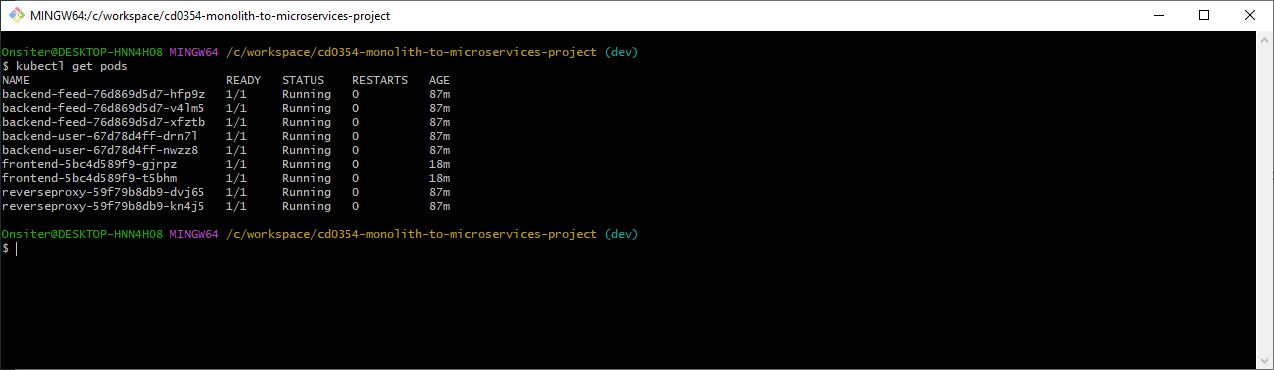 MINGW64:/c/workspace/cd0354-monolith-to-microservices-project
Onsiter@DESKTOP-HNN4HO8 MINGW64 /c/workspace/cd0354-monolith-to-microservices-project (dev)
$ kubectl get pods
NAME READY STATUS RESTARTS AGE
backend-feed-76d869d5d7-hfp9z 1/1 Running 0 87m
backend-feed-76d869d5d7-v4lm5 1/1 Running 0 87m
backend-feed-76d869d5d7-xfztb 1/1 Running 0 87m
backend-user-67d78d4ff-drn7l 1/1 Running 0 87m
backend-user-67d78d4ff-nwzz8 1/1 Running 0 87m
frontend-5bc4d589f9-gjrpz 1/1 Running 0 18m
frontend-5bc4d589f9-t5bhm 1/1 Running 0 18m
reverseproxy-59f79b8db9-dvj65 1/1 Running 0 87m
reverseproxy-59f79b8db9-kn4j5 1/1 Running 0 87m
Onsiter@DESKTOP-HNN4HO8 MINGW64 /c/workspace/cd0354-monolith-to-microservices-project (dev)
$